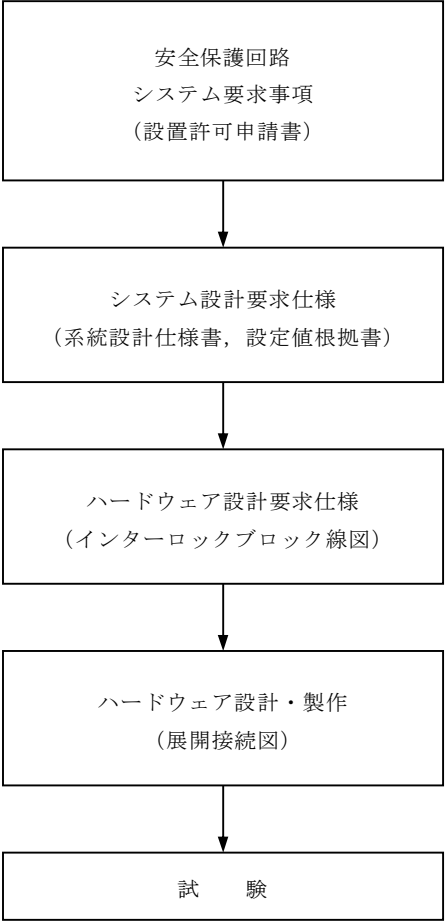 安全保護回路
システム要求事項
（設置許可申請書）
システム設計要求仕様
（系統設計仕様書，設定値根拠書）
ハードウェア設計要求仕様
（インターロックブロック線図）
ハードウェア設計・製作
（展開接続図）
試　　験